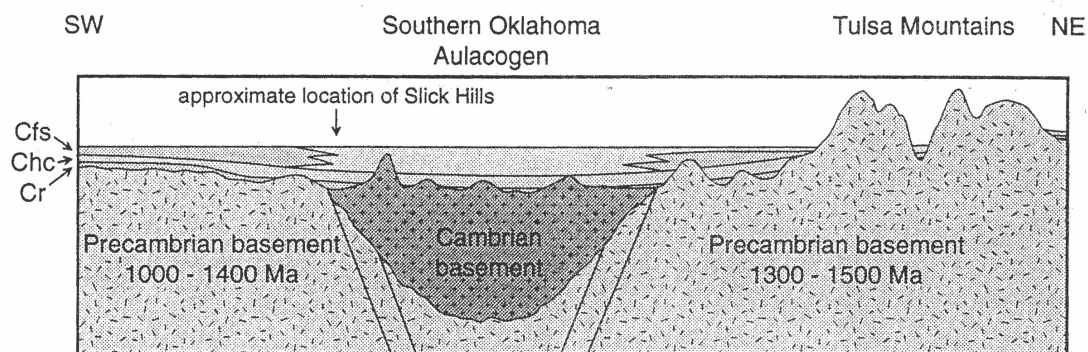 SW
Southern Oklahoma
Aulacogen
Tulsa Mountains
NE
approximate location of Slick Hills
Cfs
Chc
Cr
Precambrian basement
1000 - 1400 Ma
Cambrian
basement
Precambrian basement
1300 - 1500 Ma